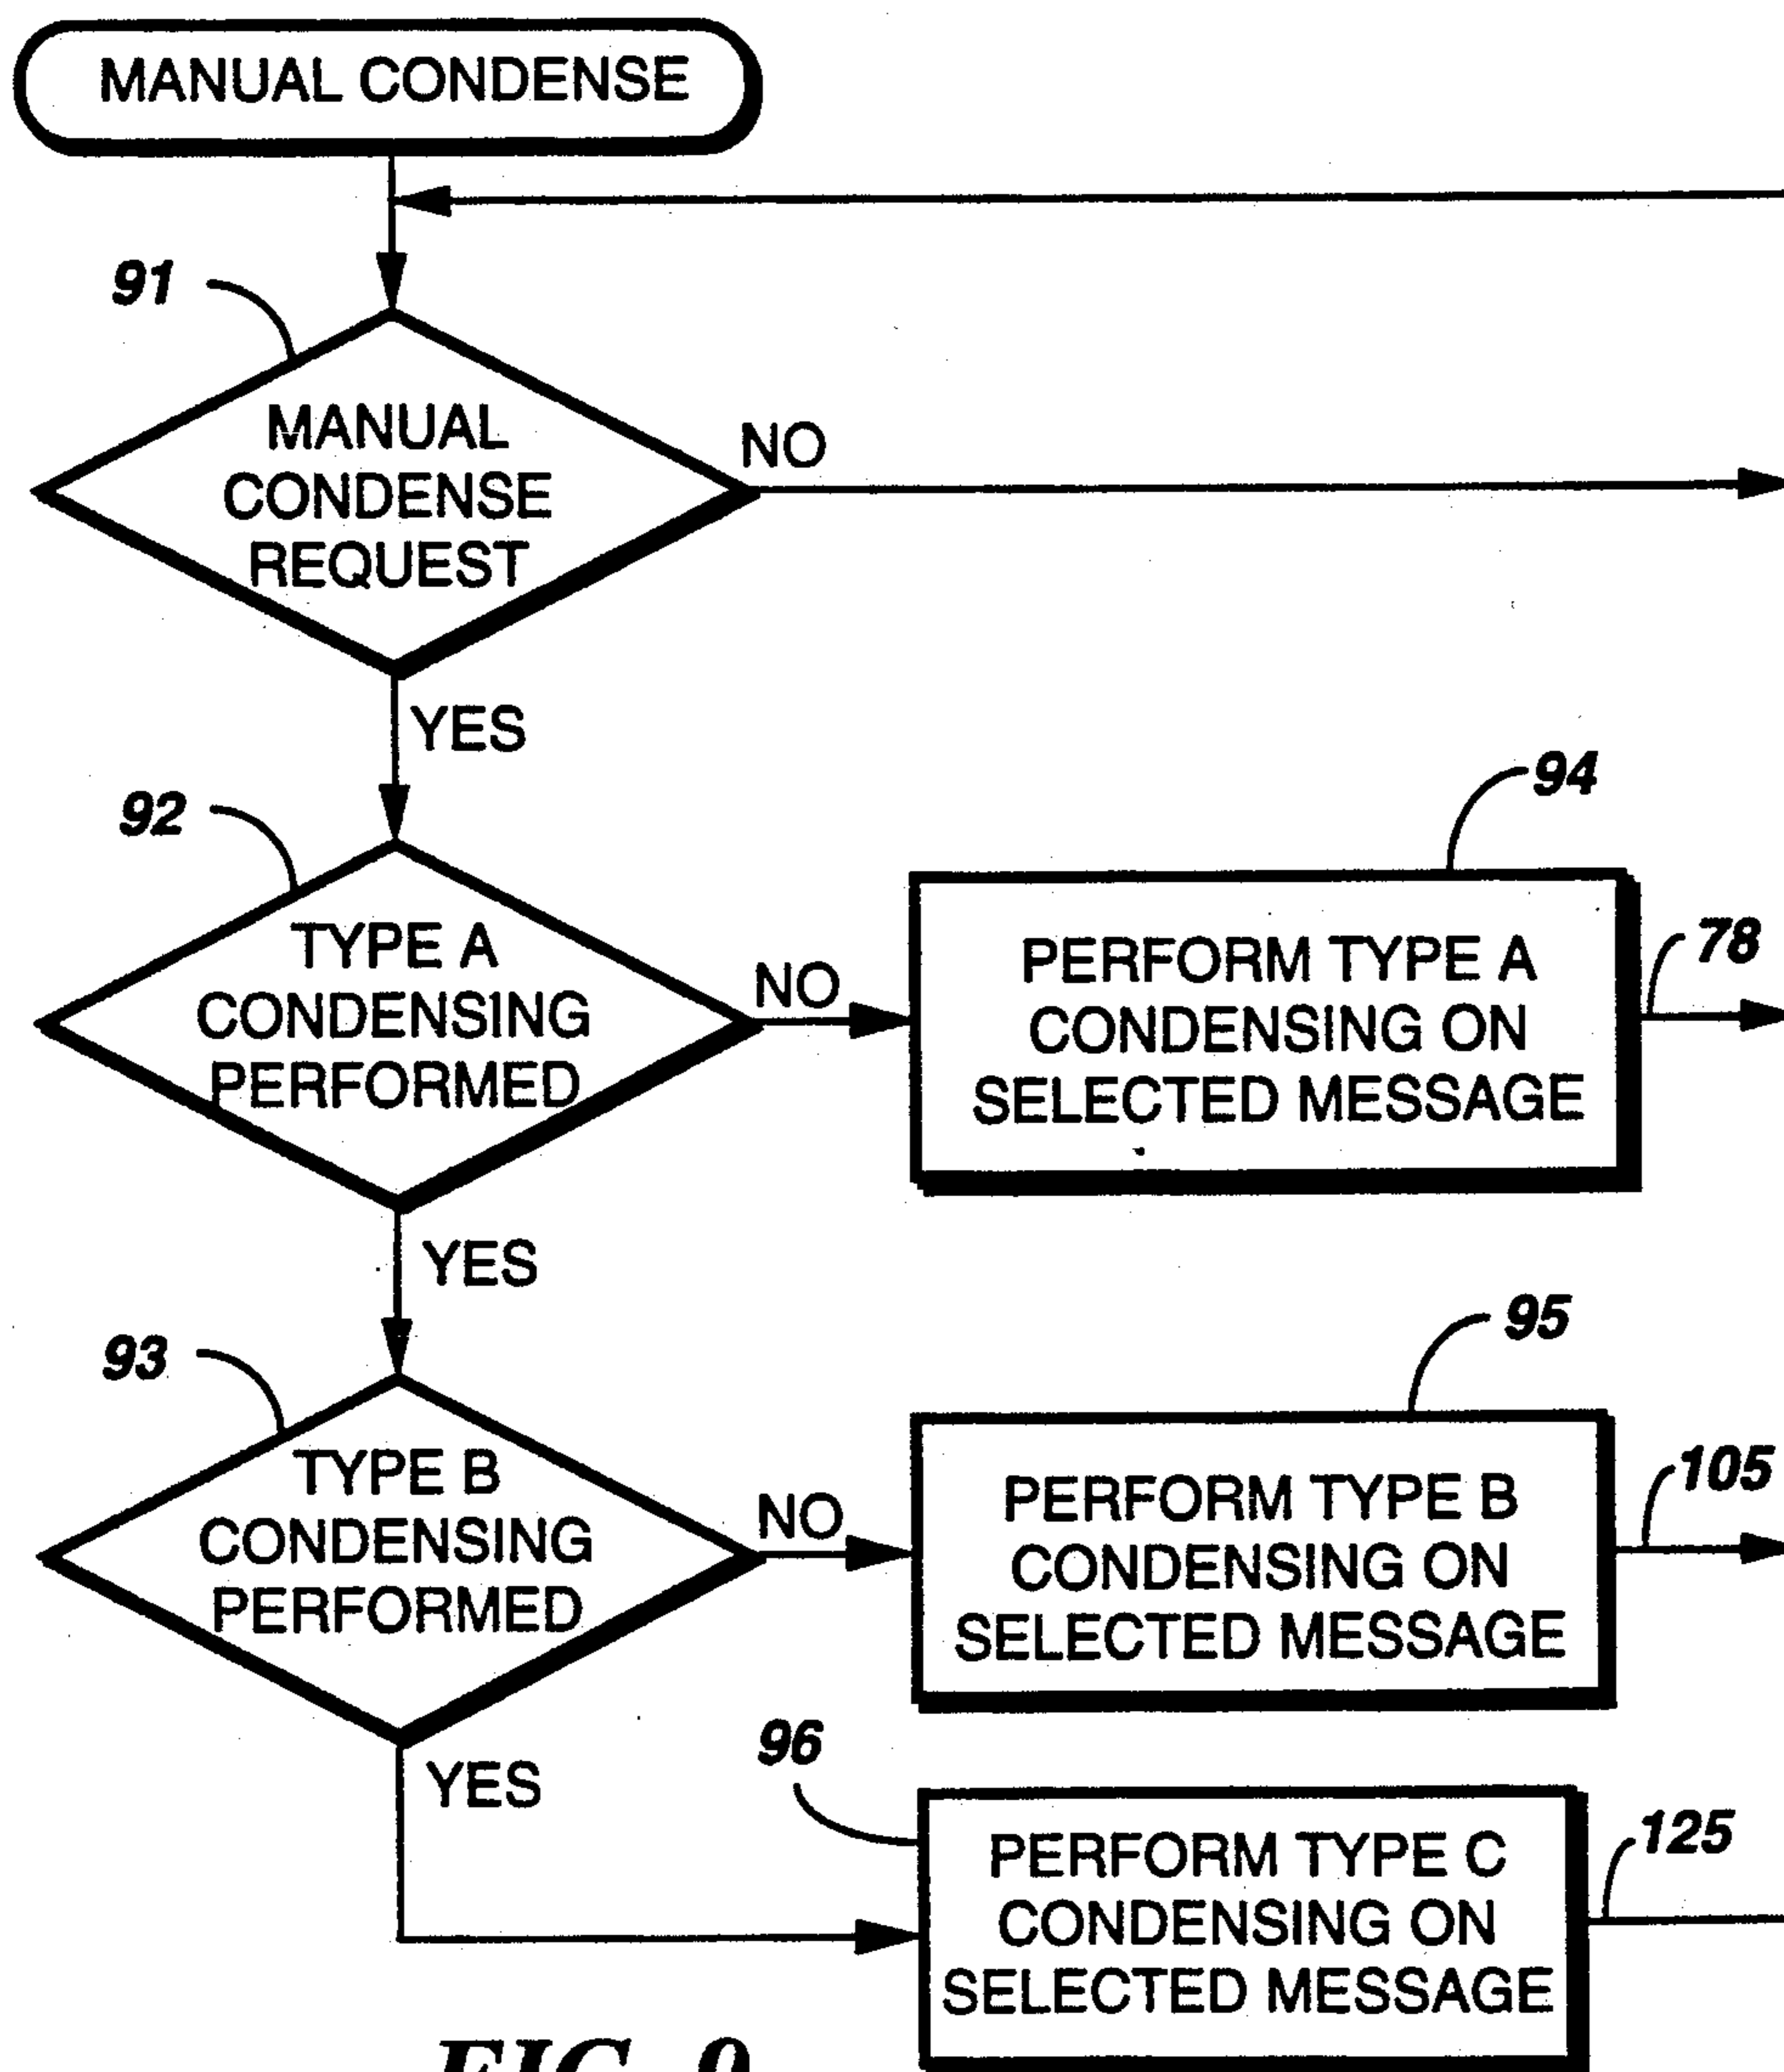 MANUAL CONDENSE
91
MANUAL
CONDENSE
REQUEST
NO
YES
92
TYPE A
CONDENSING
PERFORMED
NO
94
PERFORM TYPE A
CONDENSING ON
SELECTED MESSAGE
78
YES
93
TYPE B
CONDENSING
PERFORMED
NO
95
PERFORM TYPE B
CONDENSING ON
SELECTED MESSAGE
105
YES
96
PERFORM TYPE C
CONDENSING ON
SELECTED MESSAGE
125
FIG. 9